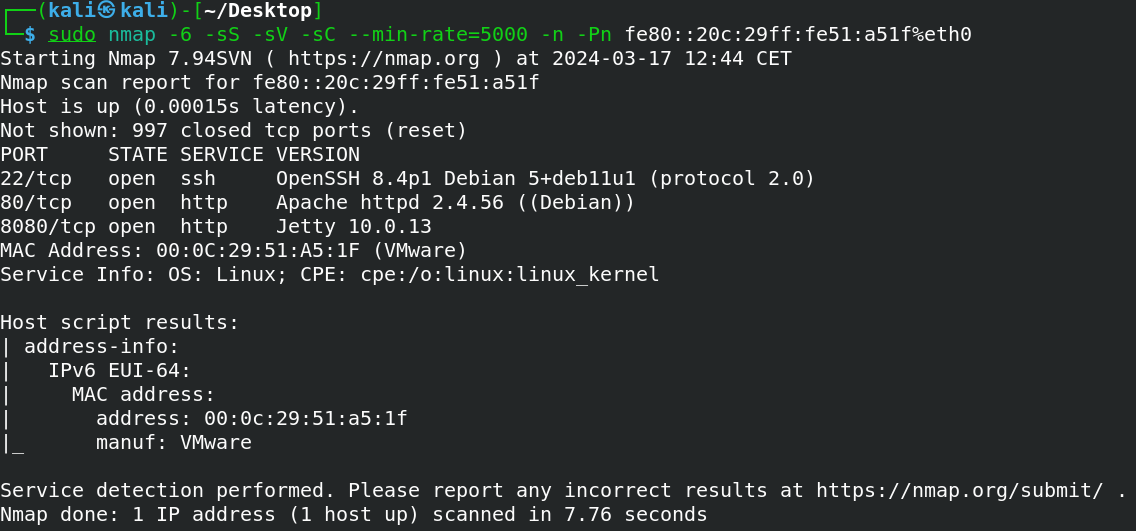 ┌──(kali㉿kali)-[~/Desktop]
└─$ sudo nmap -6 -sS -sV -sC --min-rate=5000 -n -Pn fe80::20c:29ff:fe51:a51f%eth0
Starting Nmap 7.94SVN ( https://nmap.org ) at 2024-03-17 12:44 CET
Nmap scan report for fe80::20c:29ff:fe51:a51f
Host is up (0.00015s latency).
Not shown: 997 closed tcp ports (reset)
PORT     STATE SERVICE VERSION
22/tcp   open  ssh     OpenSSH 8.4p1 Debian 5+deb11u1 (protocol 2.0)
80/tcp   open  http    Apache httpd 2.4.56 ((Debian))
8080/tcp open  http    Jetty 10.0.13
MAC Address: 00:0C:29:51:A5:1F (VMware)
Service Info: OS: Linux; CPE: cpe:/o:linux:linux_kernel

Host script results:
| address-info:
|   IPv6 EUI-64:
|     MAC address:
|       address: 00:0c:29:51:a5:1f
|_      manuf: VMware

Service detection performed. Please report any incorrect results at https://nmap.org/submit/ .
Nmap done: 1 IP address (1 host up) scanned in 7.76 seconds